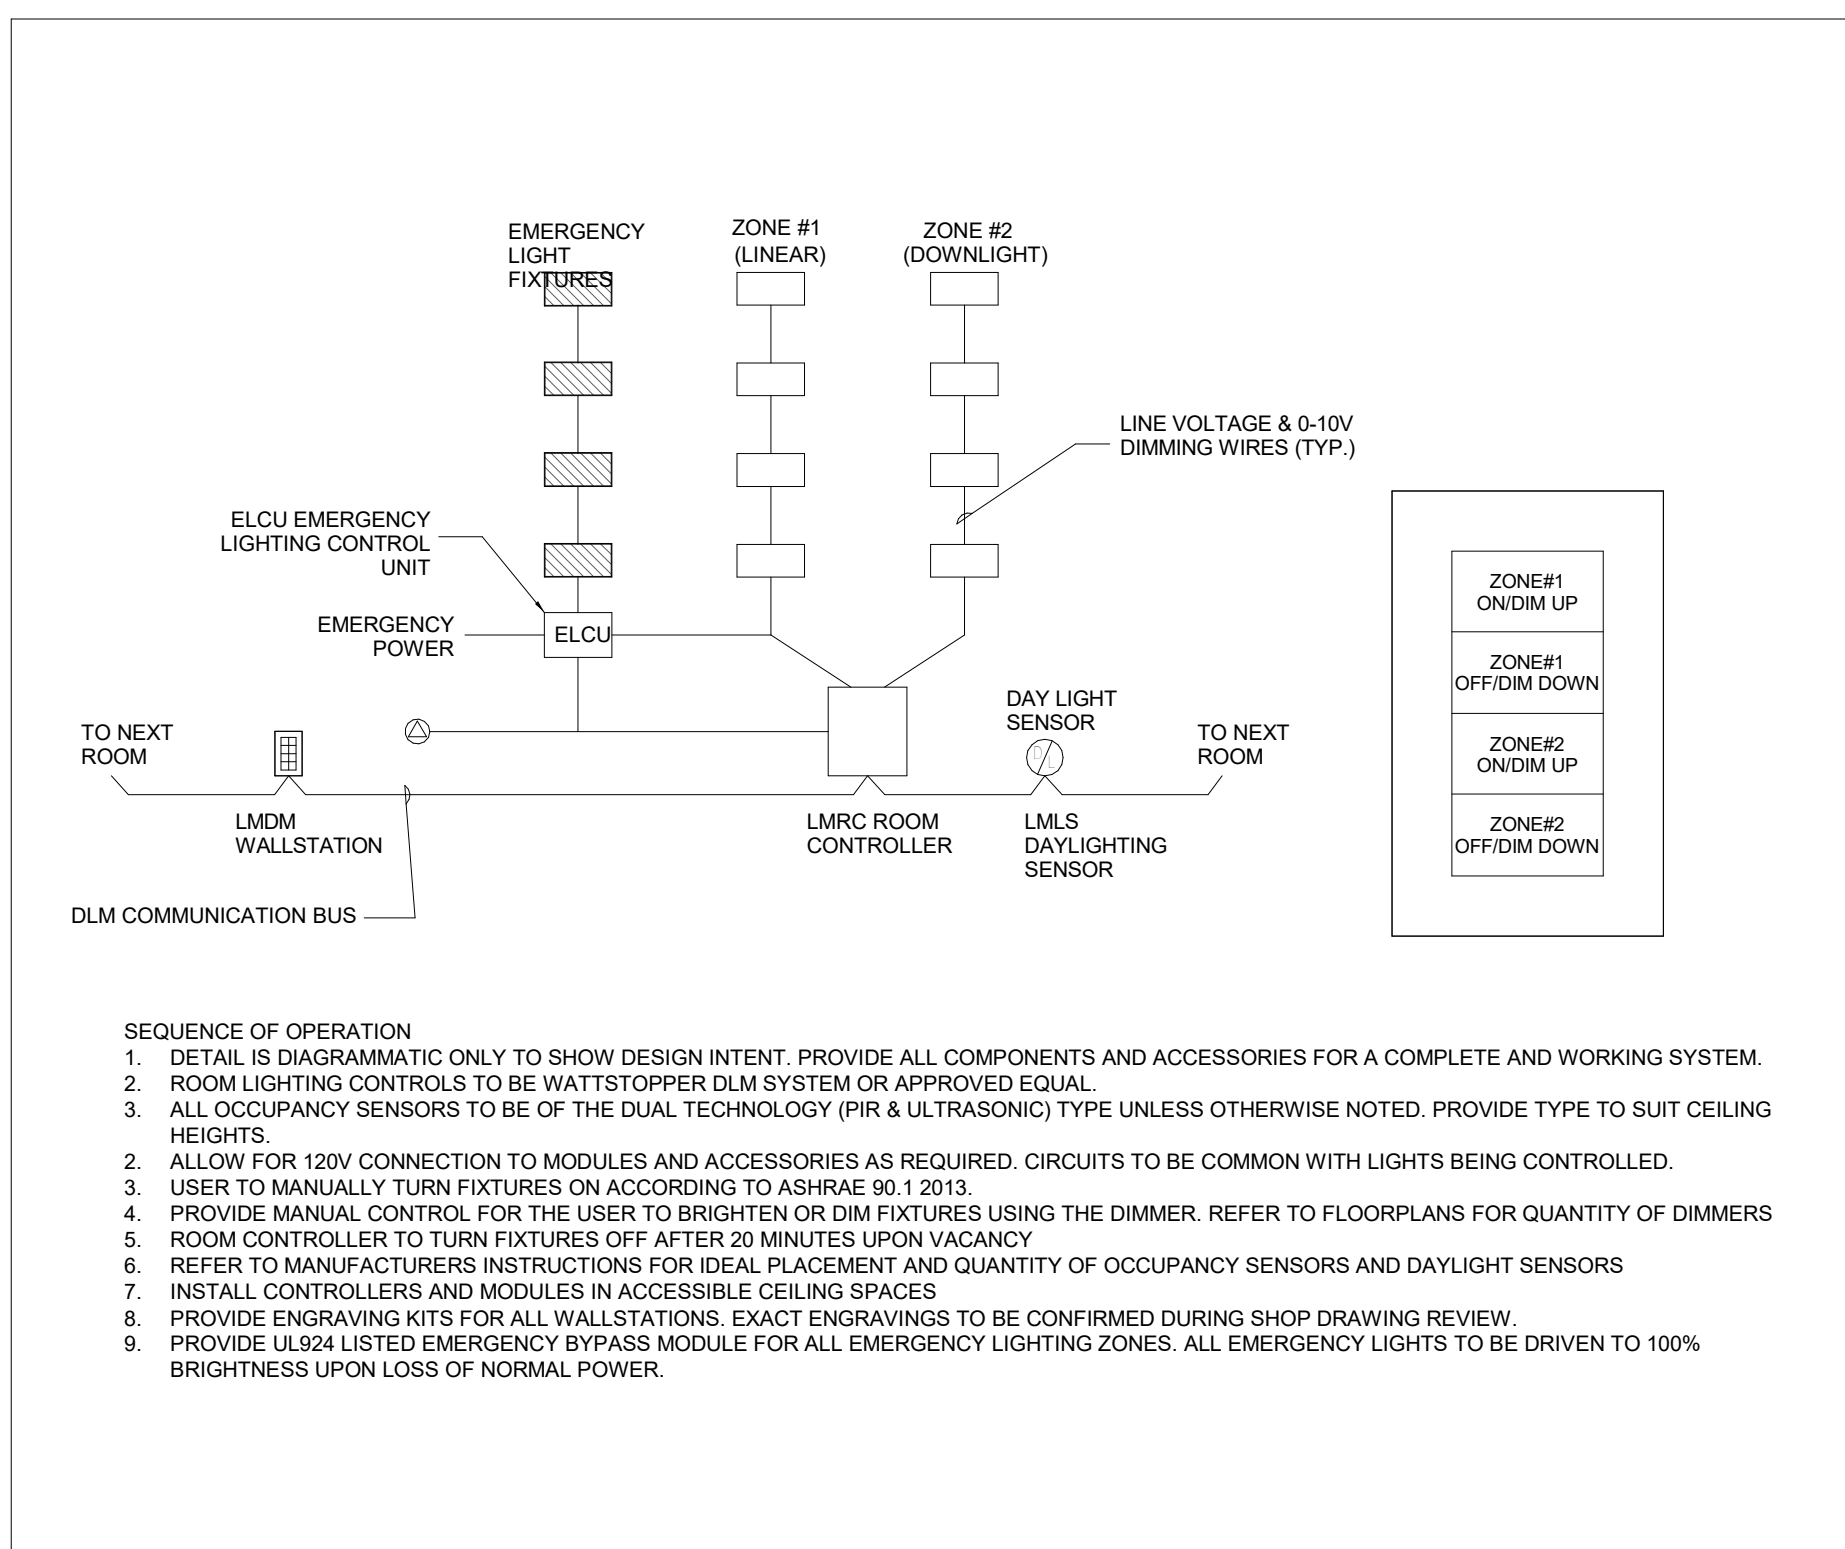 EMERGENCY
LIGHT
FIXTURES
ZONE #1
(LINEAR)
ZONE #2
(DOWNLIGHT)
LINE VOLTAGE & 0-10V
DIMMING WIRES (TYP.)
ELCU EMERGENCY
LIGHTING CONTROL
UNIT
EMERGENCY
POWER
ELCU
TO NEXT
ROOM
DAY LIGHT
SENSOR
D/L
TO NEXT
ROOM
LMDM
WALLSTATION
LMRC ROOM
CONTROLLER
LMLS
DAYLIGHTING
SENSOR
DLM COMMUNICATION BUS
ZONE#1
ON/DIM UP
ZONE#1
OFF/DIM DOWN
ZONE#2
ON/DIM UP
ZONE#2
OFF/DIM DOWN
SEQUENCE OF OPERATION
1. DETAIL IS DIAGRAMMATIC ONLY TO SHOW DESIGN INTENT. PROVIDE ALL COMPONENTS AND ACCESSORIES FOR A COMPLETE AND WORKING SYSTEM.
2. ROOM LIGHTING CONTROLS TO BE WATTSTOPPER DLM SYSTEM OR APPROVED EQUAL.
3. ALL OCCUPANCY SENSORS TO BE OF THE DUAL TECHNOLOGY (PIR & ULTRASONIC) TYPE UNLESS OTHERWISE NOTED. PROVIDE TYPE TO SUIT CEILING
HEIGHTS.
2. ALLOW FOR 120V CONNECTION TO MODULES AND ACCESSORIES AS REQUIRED. CIRCUITS TO BE COMMON WITH LIGHTS BEING CONTROLLED.
3. USER TO MANUALLY TURN FIXTURES ON ACCORDING TO ASHRAE 90.1 2013.
4. PROVIDE MANUAL CONTROL FOR THE USER TO BRIGHTEN OR DIM FIXTURES USING THE DIMMER. REFER TO FLOORPLANS FOR QUANTITY OF DIMMERS
5. ROOM CONTROLLER TO TURN FIXTURES OFF AFTER 20 MINUTES UPON VACANCY
6. REFER TO MANUFACTURERS INSTRUCTIONS FOR IDEAL PLACEMENT AND QUANTITY OF OCCUPANCY SENSORS AND DAYLIGHT SENSORS
7. INSTALL CONTROLLERS AND MODULES IN ACCESSIBLE CEILING SPACES
8. PROVIDE ENGRAVING KITS FOR ALL WALLSTATIONS. EXACT ENGRAVINGS TO BE CONFIRMED DURING SHOP DRAWING REVIEW.
9. PROVIDE UL924 LISTED EMERGENCY BYPASS MODULE FOR ALL EMERGENCY LIGHTING ZONES. ALL EMERGENCY LIGHTS TO BE DRIVEN TO 100%
BRIGHTNESS UPON LOSS OF NORMAL POWER.